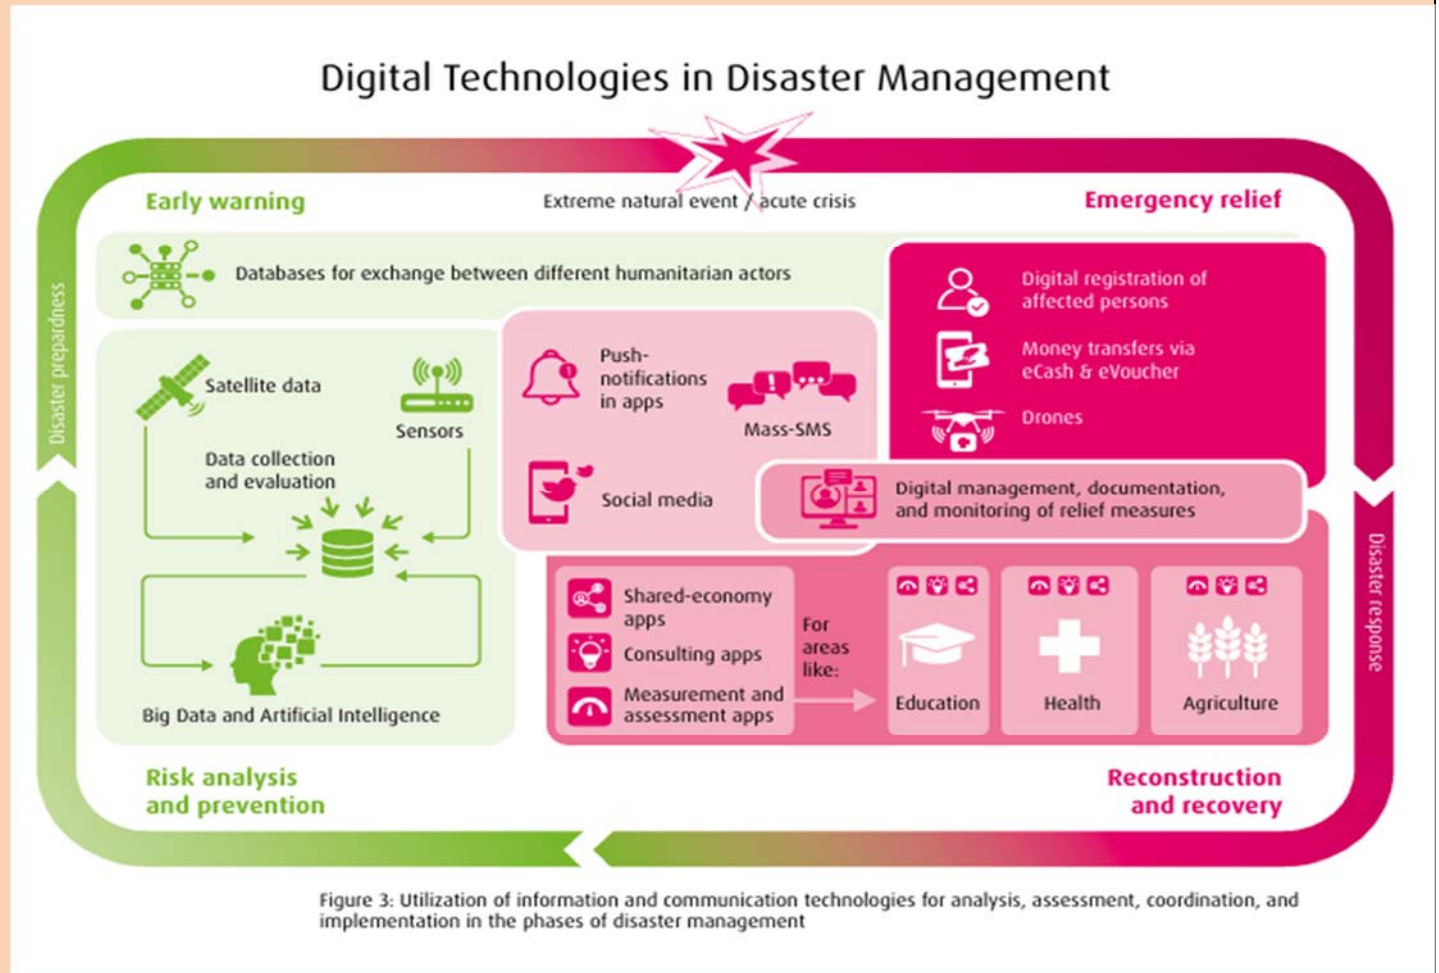 Digital Technologies in Disaster Management
Early warning
Extreme natural event / acute crisis
Emergency relief
Disaster prepardness
Databases for exchange between different humanitarian actors
Satellite data
Sensors
Data collection
and evaluation
Big Data and Artificial Intelligence
Push-
notifications
in apps
1
!
Mass-SMS
Social media
Digital registration of
affected persons
Money transfers via
eCash & eVoucher
Drones
Digital management, documentation,
and monitoring of relief measures
Disaster response
Shared-economy
apps
Consulting apps
Measurement and
assessment apps
For
areas
like:
Education
Health
Agriculture
Risk analysis
and prevention
Reconstruction
and recovery
Figure 3: Utilization of information and communication technologies for analysis, assessment, coordination, and
implementation in the phases of disaster management